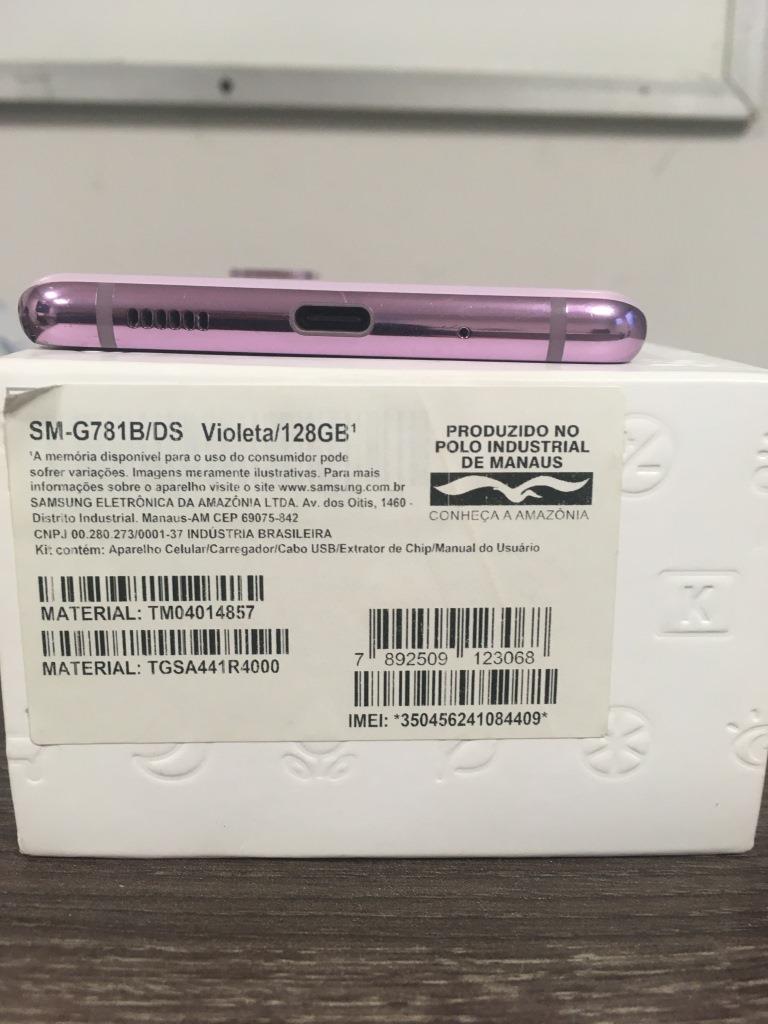 SM-G781B/DS Violeta/128GB¹
¹A memória disponível para o uso do consumidor pode
sofrer variações. Imagens meramente ilustrativas. Para mais
informações sobre o aparelho visite o site www.samsung.com.br
SAMSUNG ELETRÔNICA DA AMAZÔNIA LTDA. Av. dos Oitis, 1460 -
Distrito Industrial. Manaus-AM CEP 69075-842
CNPJ 00.280.273/0001-37 INDÚSTRIA BRASILEIRA
Kit contém: Aparelho Celular/Carregador/Cabo USB/Extrator de Chip/Manual do Usuário
PRODUZIDO NO
POLO INDUSTRIAL
DE MANAUS
CONHEÇA A AMAZÔNIA
MATERIAL: TM04014857
MATERIAL: TGSA441R4000
7 892509 123068
IMEI: *350456241084409*
K